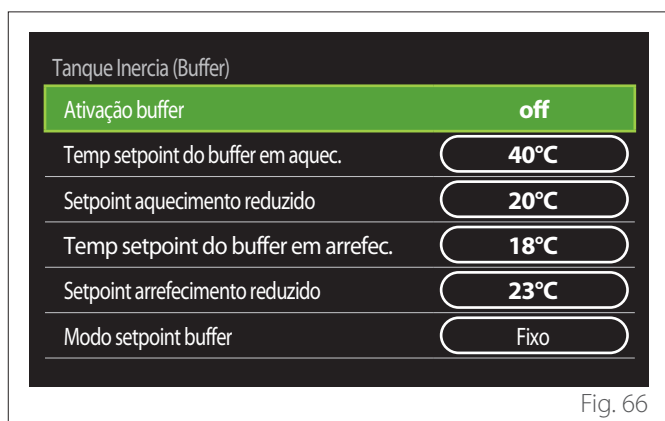 Tanque Inercia (Buffer)
Ativação buffer off
Temp setpoint do buffer em aquec. 40°C
Setpoint aquecimento reduzido 20°C
Temp setpoint do buffer em arrefec. 18°C
Setpoint arrefecimento reduzido 23°C
Modo setpoint buffer Fixo
Fig. 66